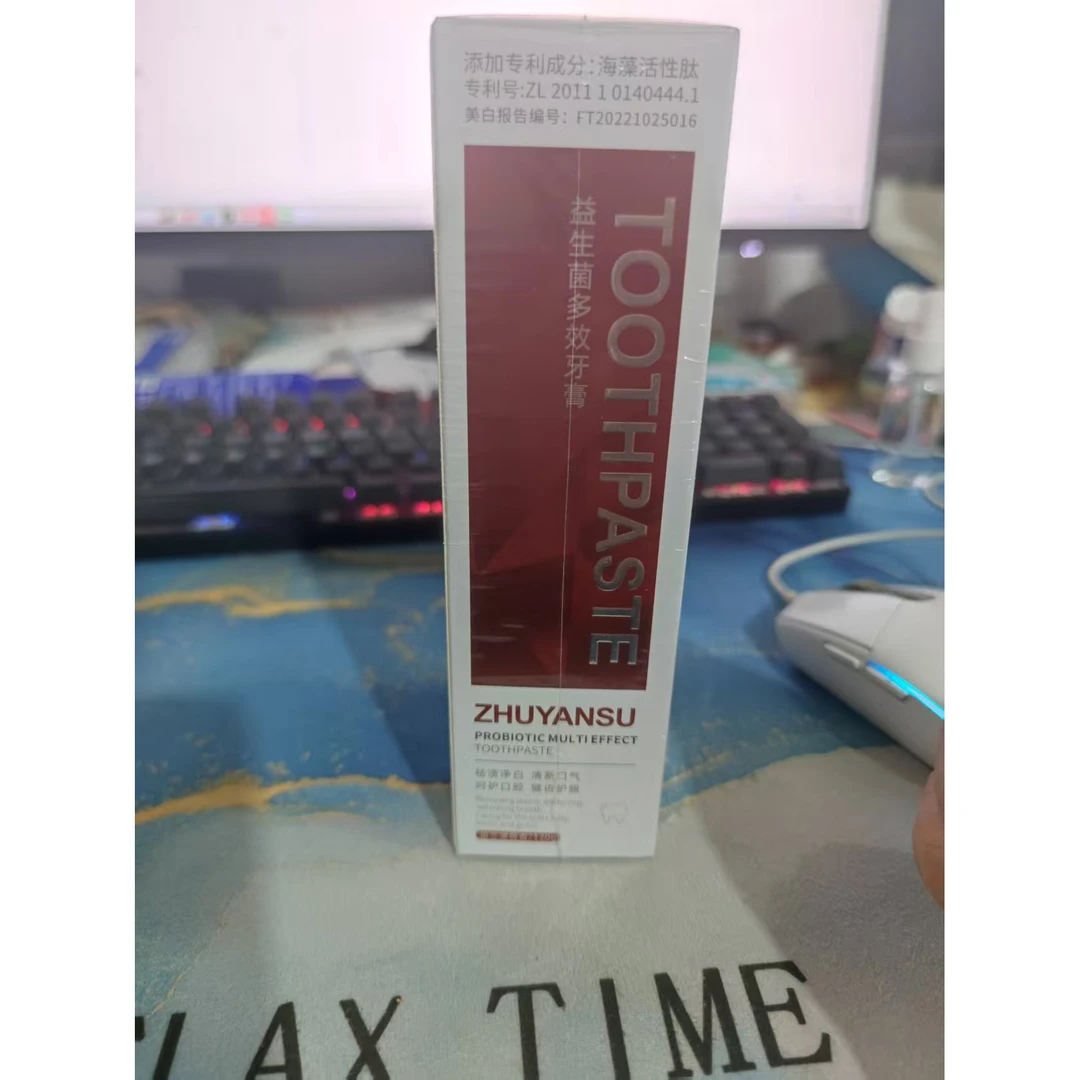 添加专利成分:海藻活性肽
专利号:ZL 2011 1 0140444.1
美白报告编号: FT20221025016
TOOTHPASTE
益生菌多效牙膏
ZHUYANSU
PROBIOTIC MULTI EFFECT
TOOTHPASTE
祛渍净白 清新口气
呵护口腔 健齿护龈
LAX TIME